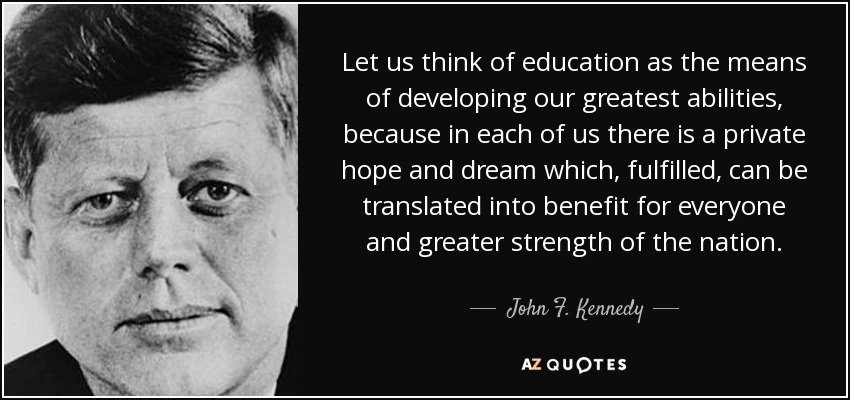 Let us think of education as the means
of developing our greatest abilities,
because in each of us there is a private
hope and dream which, fulfilled, can be
translated into benefit for everyone
and greater strength of the nation.
John F. Kennedy
AZ QUOTES